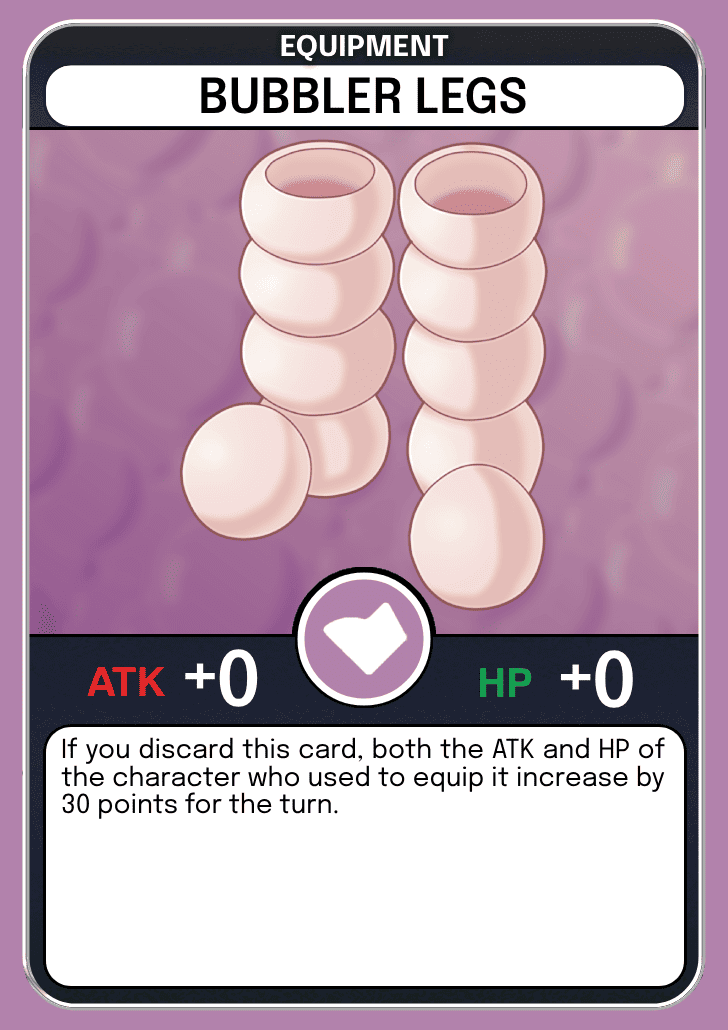 EQUIPMENT
BUBBLER LEGS
ATK +0 HP +0
If you discard this card, both the ATK and HP of
the character who used to equip it increase by
30 points for the turn.